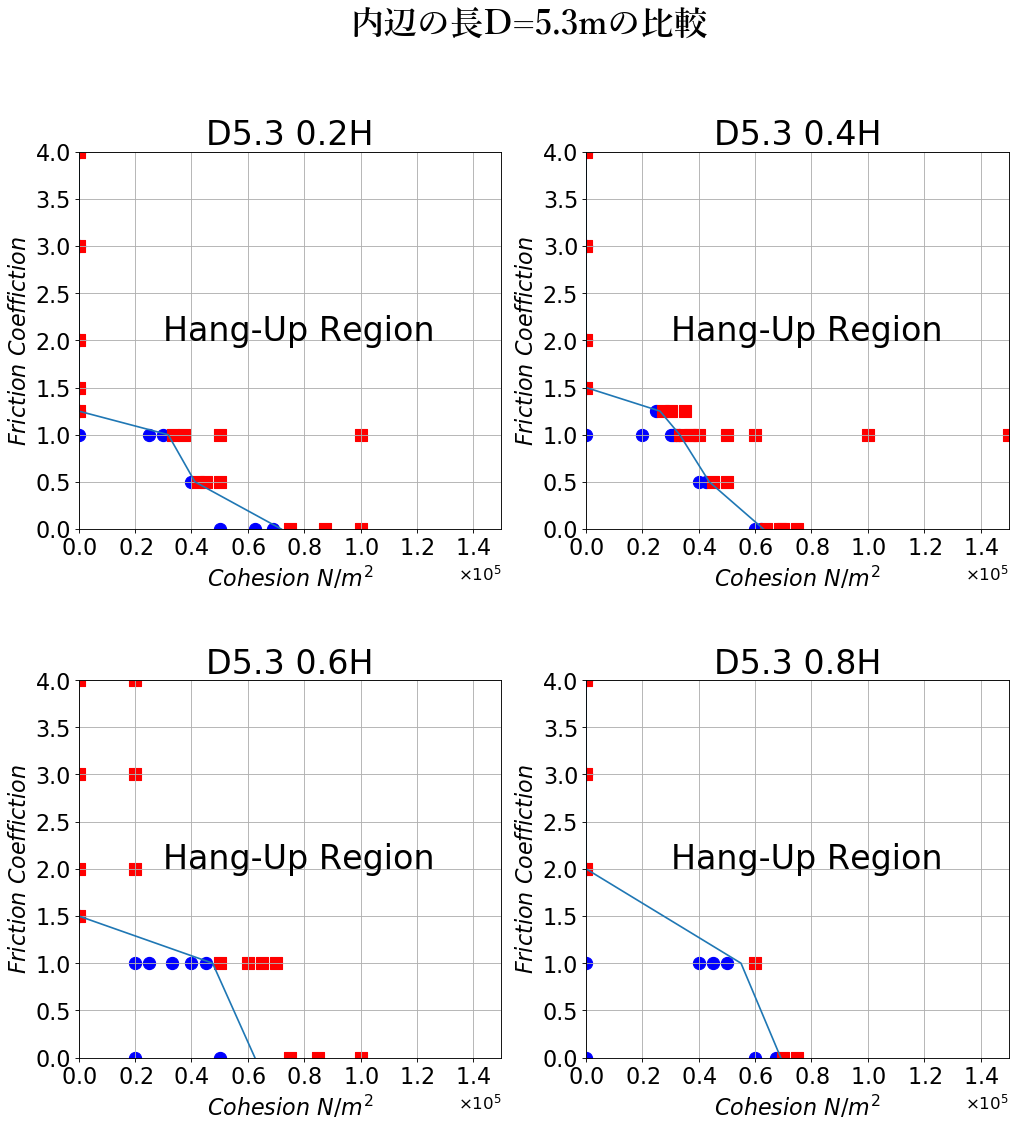 内辺の長D=5.3mの比較
D5.3 0.2H
4.0
3.5
3.0
2.5
2.0
1.5
1.0
0.5
0.0
Friction Coeffiction
Hang-Up Region
0.0 0.2 0.4 0.6 0.8 1.0 1.2 1.4
×10⁵
Cohesion N/m²
D5.3 0.4H
4.0
3.5
3.0
2.5
2.0
1.5
1.0
0.5
0.0
Friction Coeffiction
Hang-Up Region
0.0 0.2 0.4 0.6 0.8 1.0 1.2 1.4
×10⁵
Cohesion N/m²
D5.3 0.6H
4.0
3.5
3.0
2.5
2.0
1.5
1.0
0.5
0.0
Friction Coeffiction
Hang-Up Region
0.0 0.2 0.4 0.6 0.8 1.0 1.2 1.4
×10⁵
Cohesion N/m²
D5.3 0.8H
4.0
3.5
3.0
2.5
2.0
1.5
1.0
0.5
0.0
Friction Coeffiction
Hang-Up Region
0.0 0.2 0.4 0.6 0.8 1.0 1.2 1.4
×10⁵
Cohesion N/m²